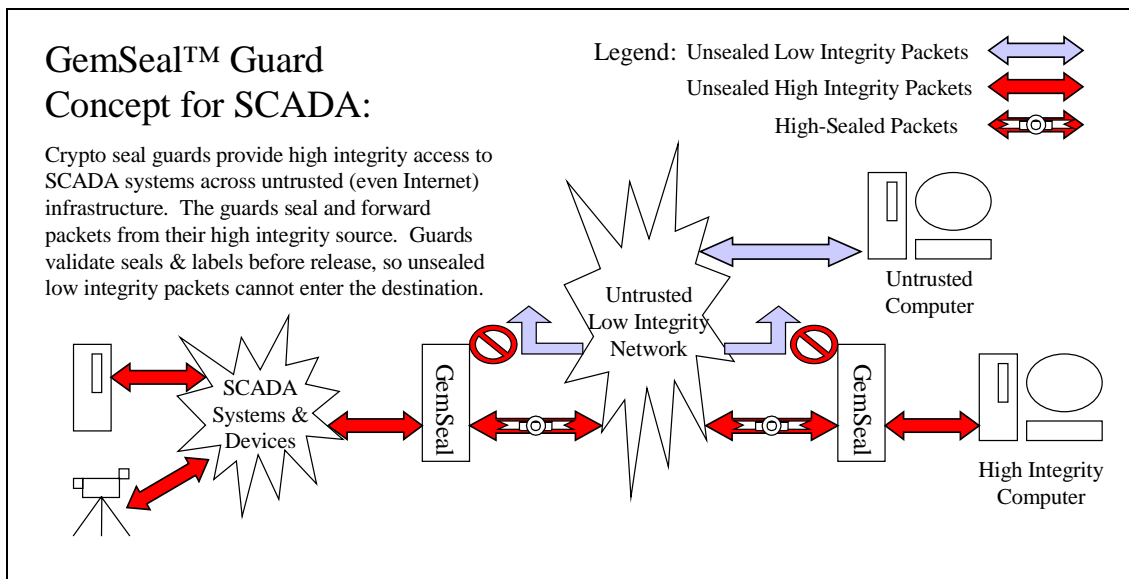 GemSeal™ Guard
Concept for SCADA:
Crypto seal guards provide high integrity access to
SCADA systems across untrusted (even Internet)
infrastructure. The guards seal and forward
packets from their high integrity source. Guards
validate seals & labels before release, so unsealed
low integrity packets cannot enter the destination.
Legend: Unsealed Low Integrity Packets
Unsealed High Integrity Packets
High-Sealed Packets
Untrusted
Computer
Untrusted
Low Integrity
Network
SCADA
Systems &
Devices
GemSeal
GemSeal
High Integrity
Computer